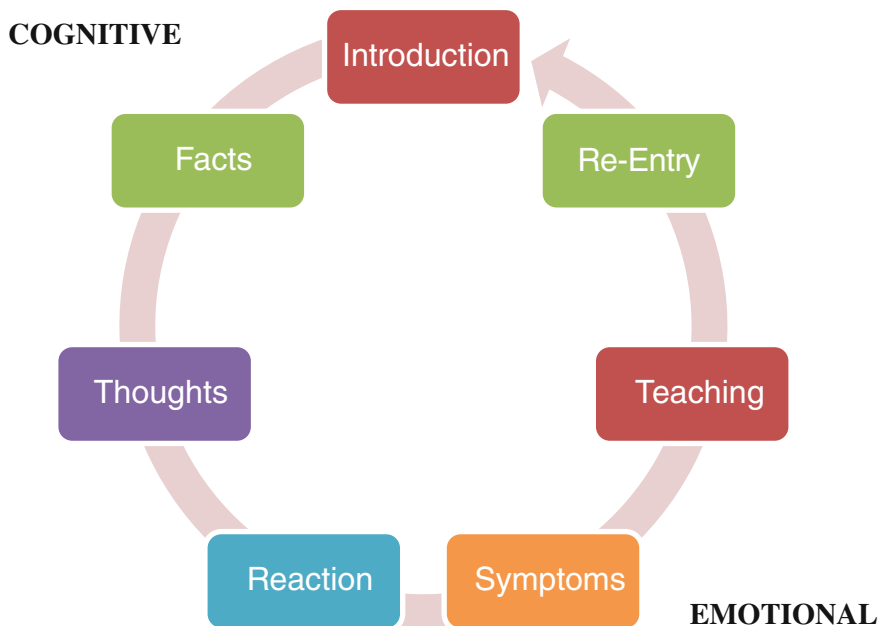 COGNITIVE
Introduction
Facts
Re-Entry
Thoughts
Teaching
Reaction
Symptoms
EMOTIONAL